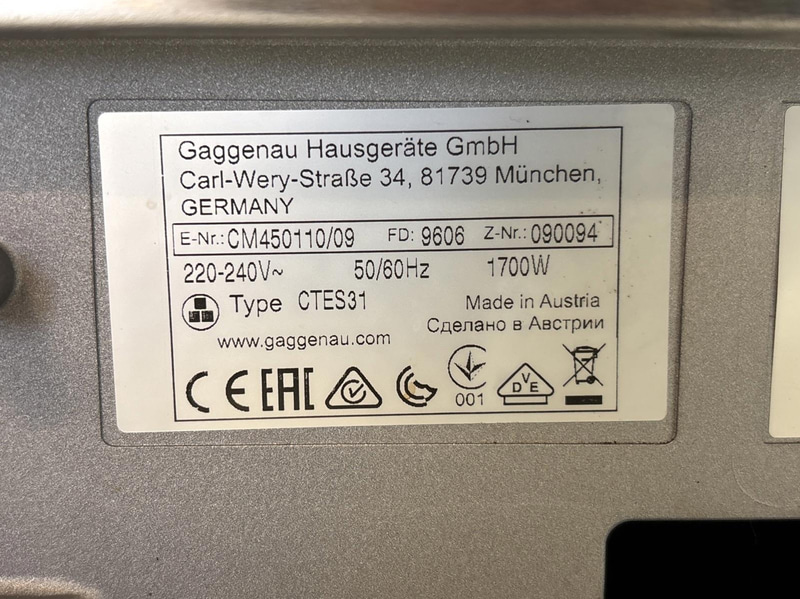 Gaggenau Hausgeräte GmbH
Carl-Wery-Straße 34, 81739 München,
GERMANY
E-Nr.: CM450110/09 FD: 9606 Z-Nr.: 090094
220-240V~ 50/60Hz 1700W
Type CTES31 Made in Austria
Сделано в Австрии
www.gaggenau.com
CE EAC 001 DVE